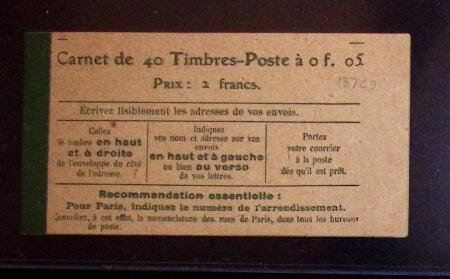 Carnet de 40 Timbres-Poste à 0 f. 05
PRIX : 2 francs.
Écrivez lisiblement les adresses de vos envois.
Collez
le timbre en haut
et à droite
de l'enveloppe du côté
de l'adresse.
Indiquez
vos nom et adresse sur vos
envois
en haut et à gauche
ou bien au verso
de vos lettres.
Portez
votre courrier
à la poste
dès qu'il est prêt.
Recommandation essentielle :
Pour Paris, indiquez le numéro de l'arrondissement.
Consultez, à cet effet, la nomenclature des rues de Paris, dans tous les bureaux
de poste.